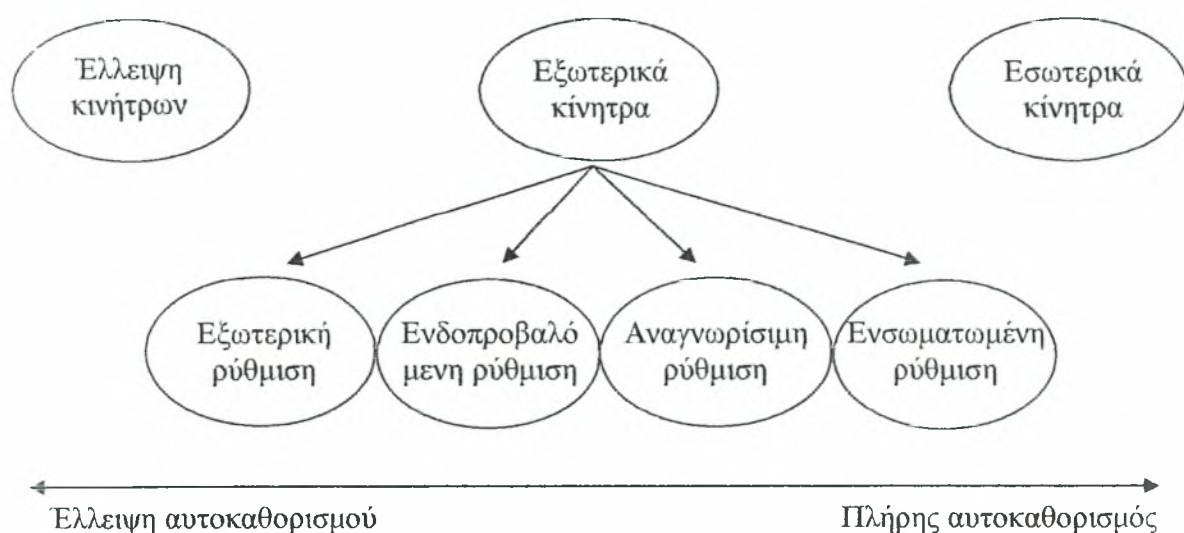 Έλλειψη
κινήτρων
Εξωτερικά
κίνητρα
Εσωτερικά
κίνητρα
Εξωτερική
ρύθμιση
Ενδοπροβαλό
μενη ρύθμιση
Αναγνωρίσιμη
ρύθμιση
Ενσωματωμένη
ρύθμιση
Έλλειψη αυτοκαθορισμού
Πλήρης αυτοκαθορισμός